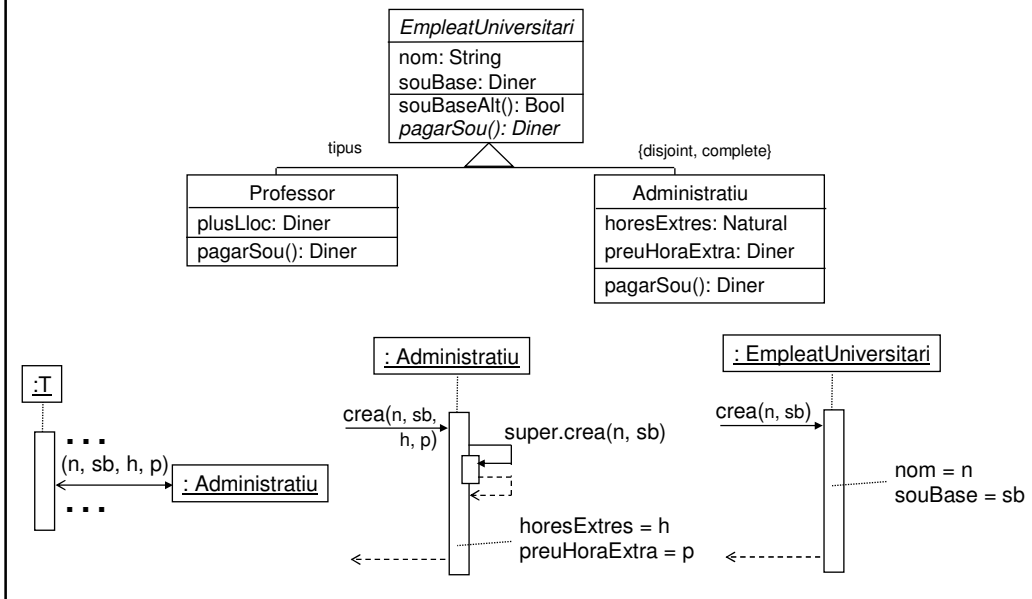 EmpleatUniversitari
nom: String
souBase: Diner
souBaseAlt(): Bool
pagarSou(): Diner
tipus
{disjoint, complete}
Professor
plusLloc: Diner
pagarSou(): Diner
Administratiu
horesExtres: Natural
preuHoraExtra: Diner
pagarSou(): Diner
:T
. . .
(n, sb, h, p)
: Administratiu
. . .
: Administratiu
crea(n, sb,
h, p)
super.crea(n, sb)
horesExtres = h
preuHoraExtra = p
: EmpleatUniversitari
crea(n, sb)
nom = n
souBase = sb